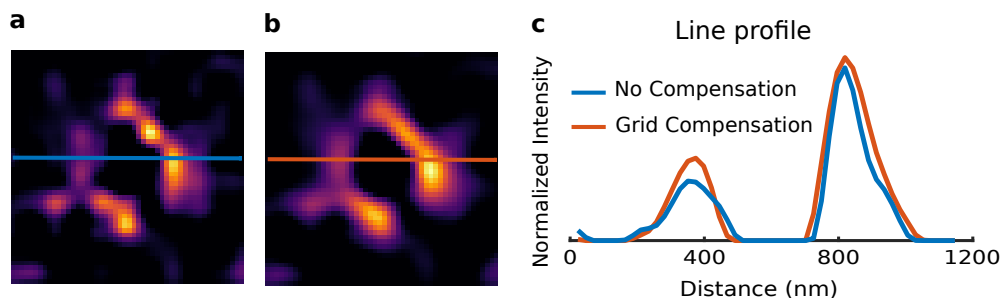 a
b
c
Line profile
No Compensation
Grid Compensation
Normalized Intensity
0
400
800
1200
Distance (nm)